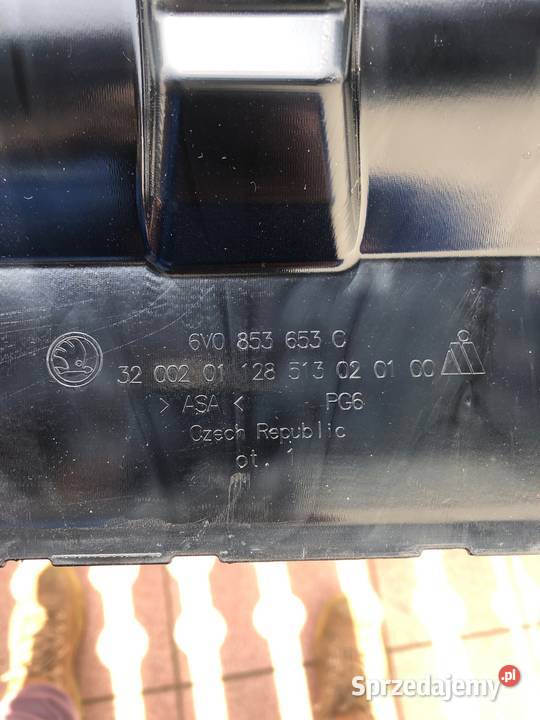 6V0 853 653 C
32 002 01 128 513 02 01 00
> ASA < PG6
Czech Republic
ot. 1
Sprzedajemy.pl